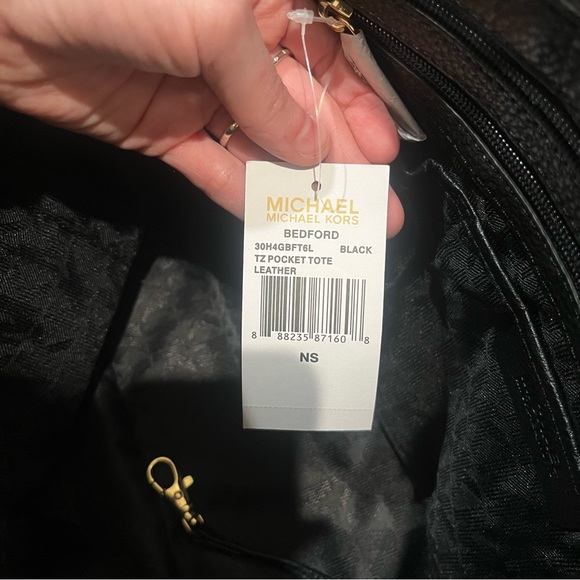 MICHAEL
MICHAEL KORS
BEDFORD
30H4GBFT6L BLACK
TZ POCKET TOTE
LEATHER
8 88235 87160 8
NS